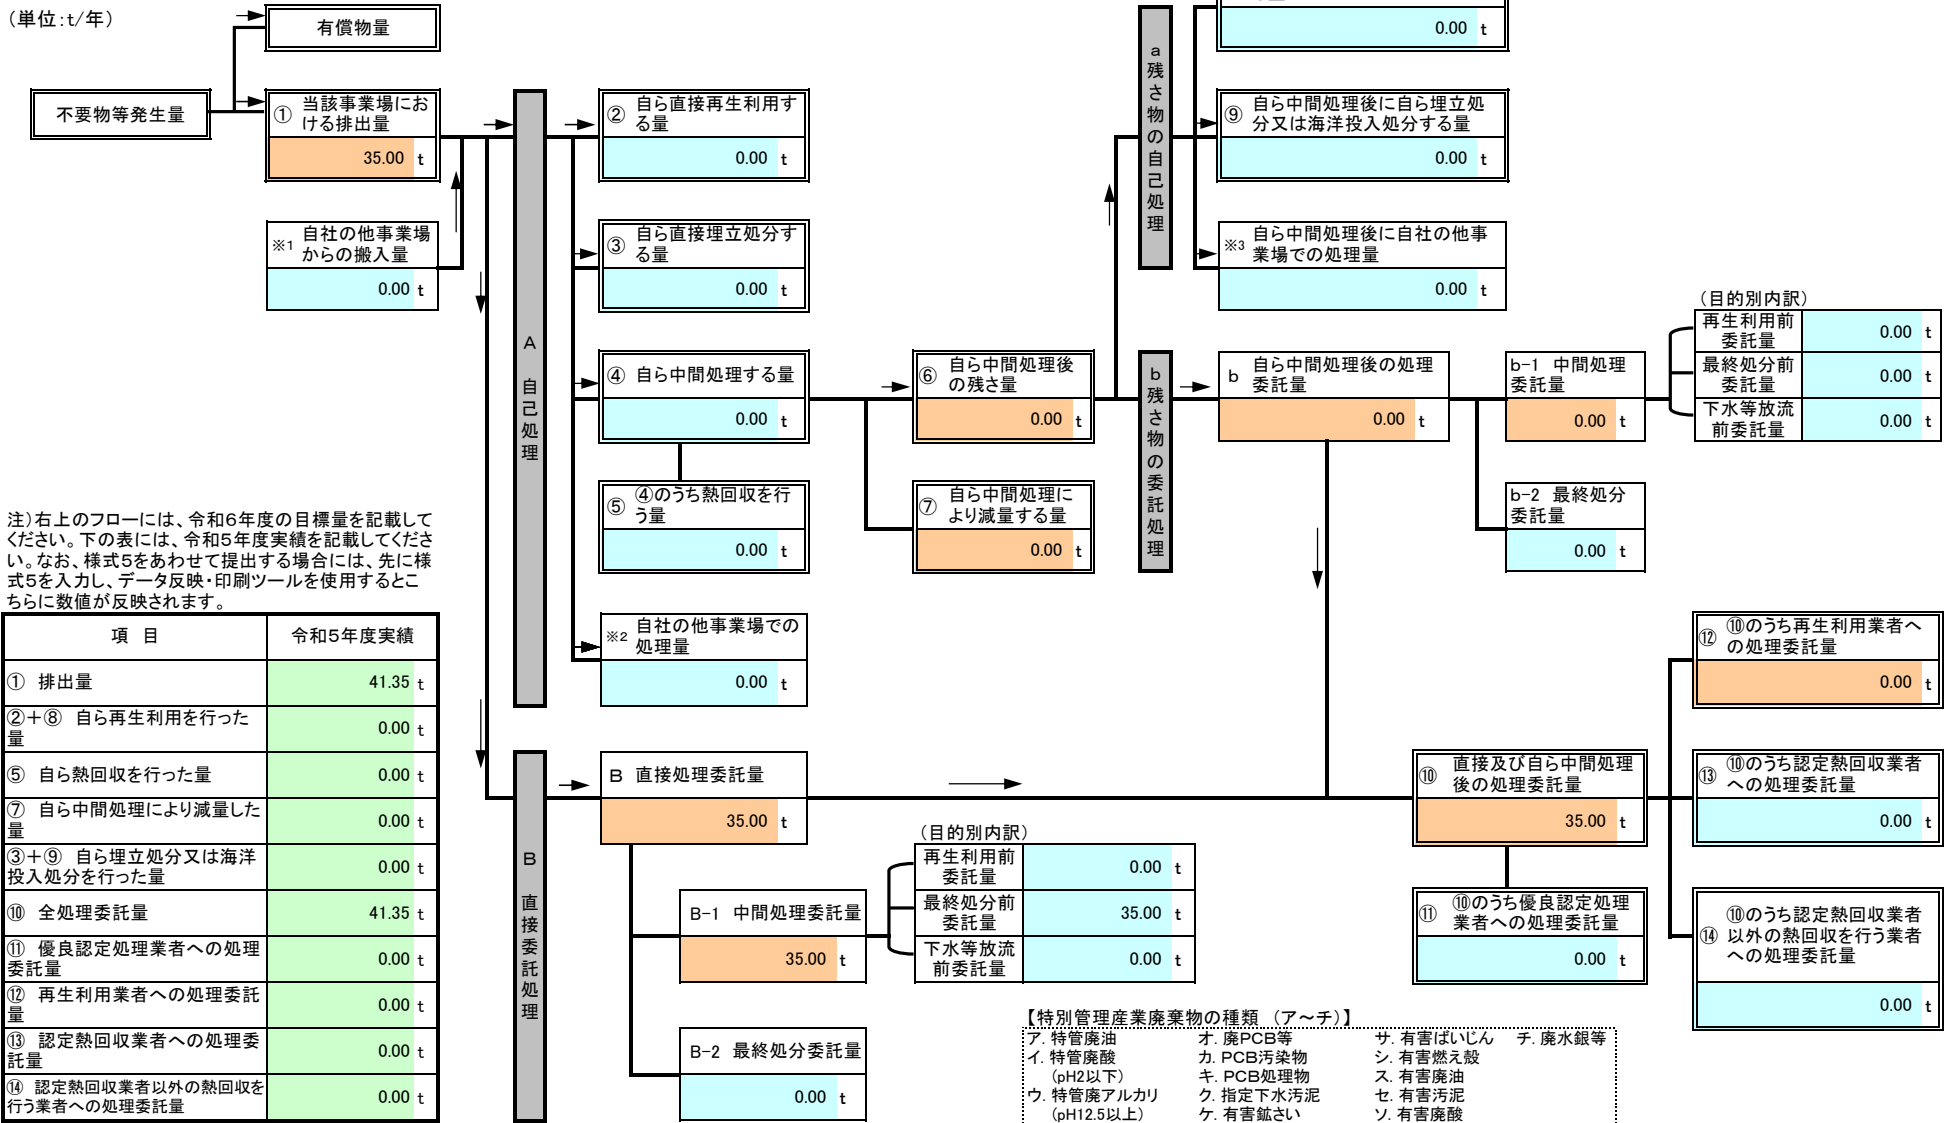 (単位:t/年)
有償物量
不要物等発生量
① 当該事業場にお
ける排出量
35.00 t
※1 自社の他事業場
からの搬入量
0.00 t
A 自己処理
② 自ら直接再生利用す
る量
0.00 t
③ 自ら直接埋立処分す
る量
0.00 t
④ 自ら中間処理する量
0.00 t
⑤ ④のうち熱回収を行
う量
0.00 t
※2 自社の他事業場での
処理量
0.00 t
⑥ 自ら中間処理後
の残さ量
0.00 t
⑦ 自ら中間処理に
より減量する量
0.00 t
a残さ物の自己処理
0.00 t
⑨ 自ら中間処理後に自ら埋立処
分又は海洋投入処分する量
0.00 t
※3 自ら中間処理後に自社の他事
業場での処理量
0.00 t
b残さ物の委託処理
b 自ら中間処理後の処理
委託量
0.00 t
b-1 中間処理
委託量
0.00 t
b-2 最終処分
委託量
0.00 t
(目的別内訳)
再生利用前
委託量 0.00 t
最終処分前
委託量 0.00 t
下水等放流
前委託量 0.00 t
注)右上のフローには、令和6年度の目標量を記載して
ください。下の表には、令和5年度実績を記載してくださ
い。なお、様式5をあわせて提出する場合には、先に様
式5を入力し、データ反映・印刷ツールを使用するとこ
ちらに数値が反映されます。
項 目 令和5年度実績
① 排出量 41.35 t
②+⑧ 自ら再生利用を行った
量 0.00 t
⑤ 自ら熱回収を行った量 0.00 t
⑦ 自ら中間処理により減量した
量 0.00 t
③+⑨ 自ら埋立処分又は海洋
投入処分を行った量 0.00 t
⑩ 全処理委託量 41.35 t
⑪ 優良認定処理業者への処理
委託量 0.00 t
⑫ 再生利用業者への処理委託
量 0.00 t
⑬ 認定熱回収業者への処理委
託量 0.00 t
⑭ 認定熱回収業者以外の熱回収を
行う業者への処理委託量 0.00 t
B 直接委託処理
B 直接処理委託量
35.00 t
B-1 中間処理委託量
35.00 t
B-2 最終処分委託量
0.00 t
(目的別内訳)
再生利用前
委託量 0.00 t
最終処分前
委託量 35.00 t
下水等放流
前委託量 0.00 t
⑩ 直接及び自ら中間処理
後の処理委託量
35.00 t
⑪ ⑩のうち優良認定処理
業者への処理委託量
0.00 t
⑫ ⑩のうち再生利用業者へ
の処理委託量
0.00 t
⑬ ⑩のうち認定熱回収業者
への処理委託量
0.00 t
⑭ ⑩のうち認定熱回収業者
以外の熱回収を行う業者
への処理委託量
0.00 t
【特別管理産業廃棄物の種類 (ア~チ)】
ア. 特管廃油 オ. 廃PCB等 サ. 有害ばいじん チ. 廃水銀等
イ. 特管廃酸 カ. PCB汚染物 シ. 有害燃え殻
(pH2以下) キ. PCB処理物 ス. 有害廃油
ウ. 特管廃アルカリ ク. 指定下水汚泥 セ. 有害汚泥
(pH12.5以上) ケ. 有害鉱さい ソ. 有害廃酸